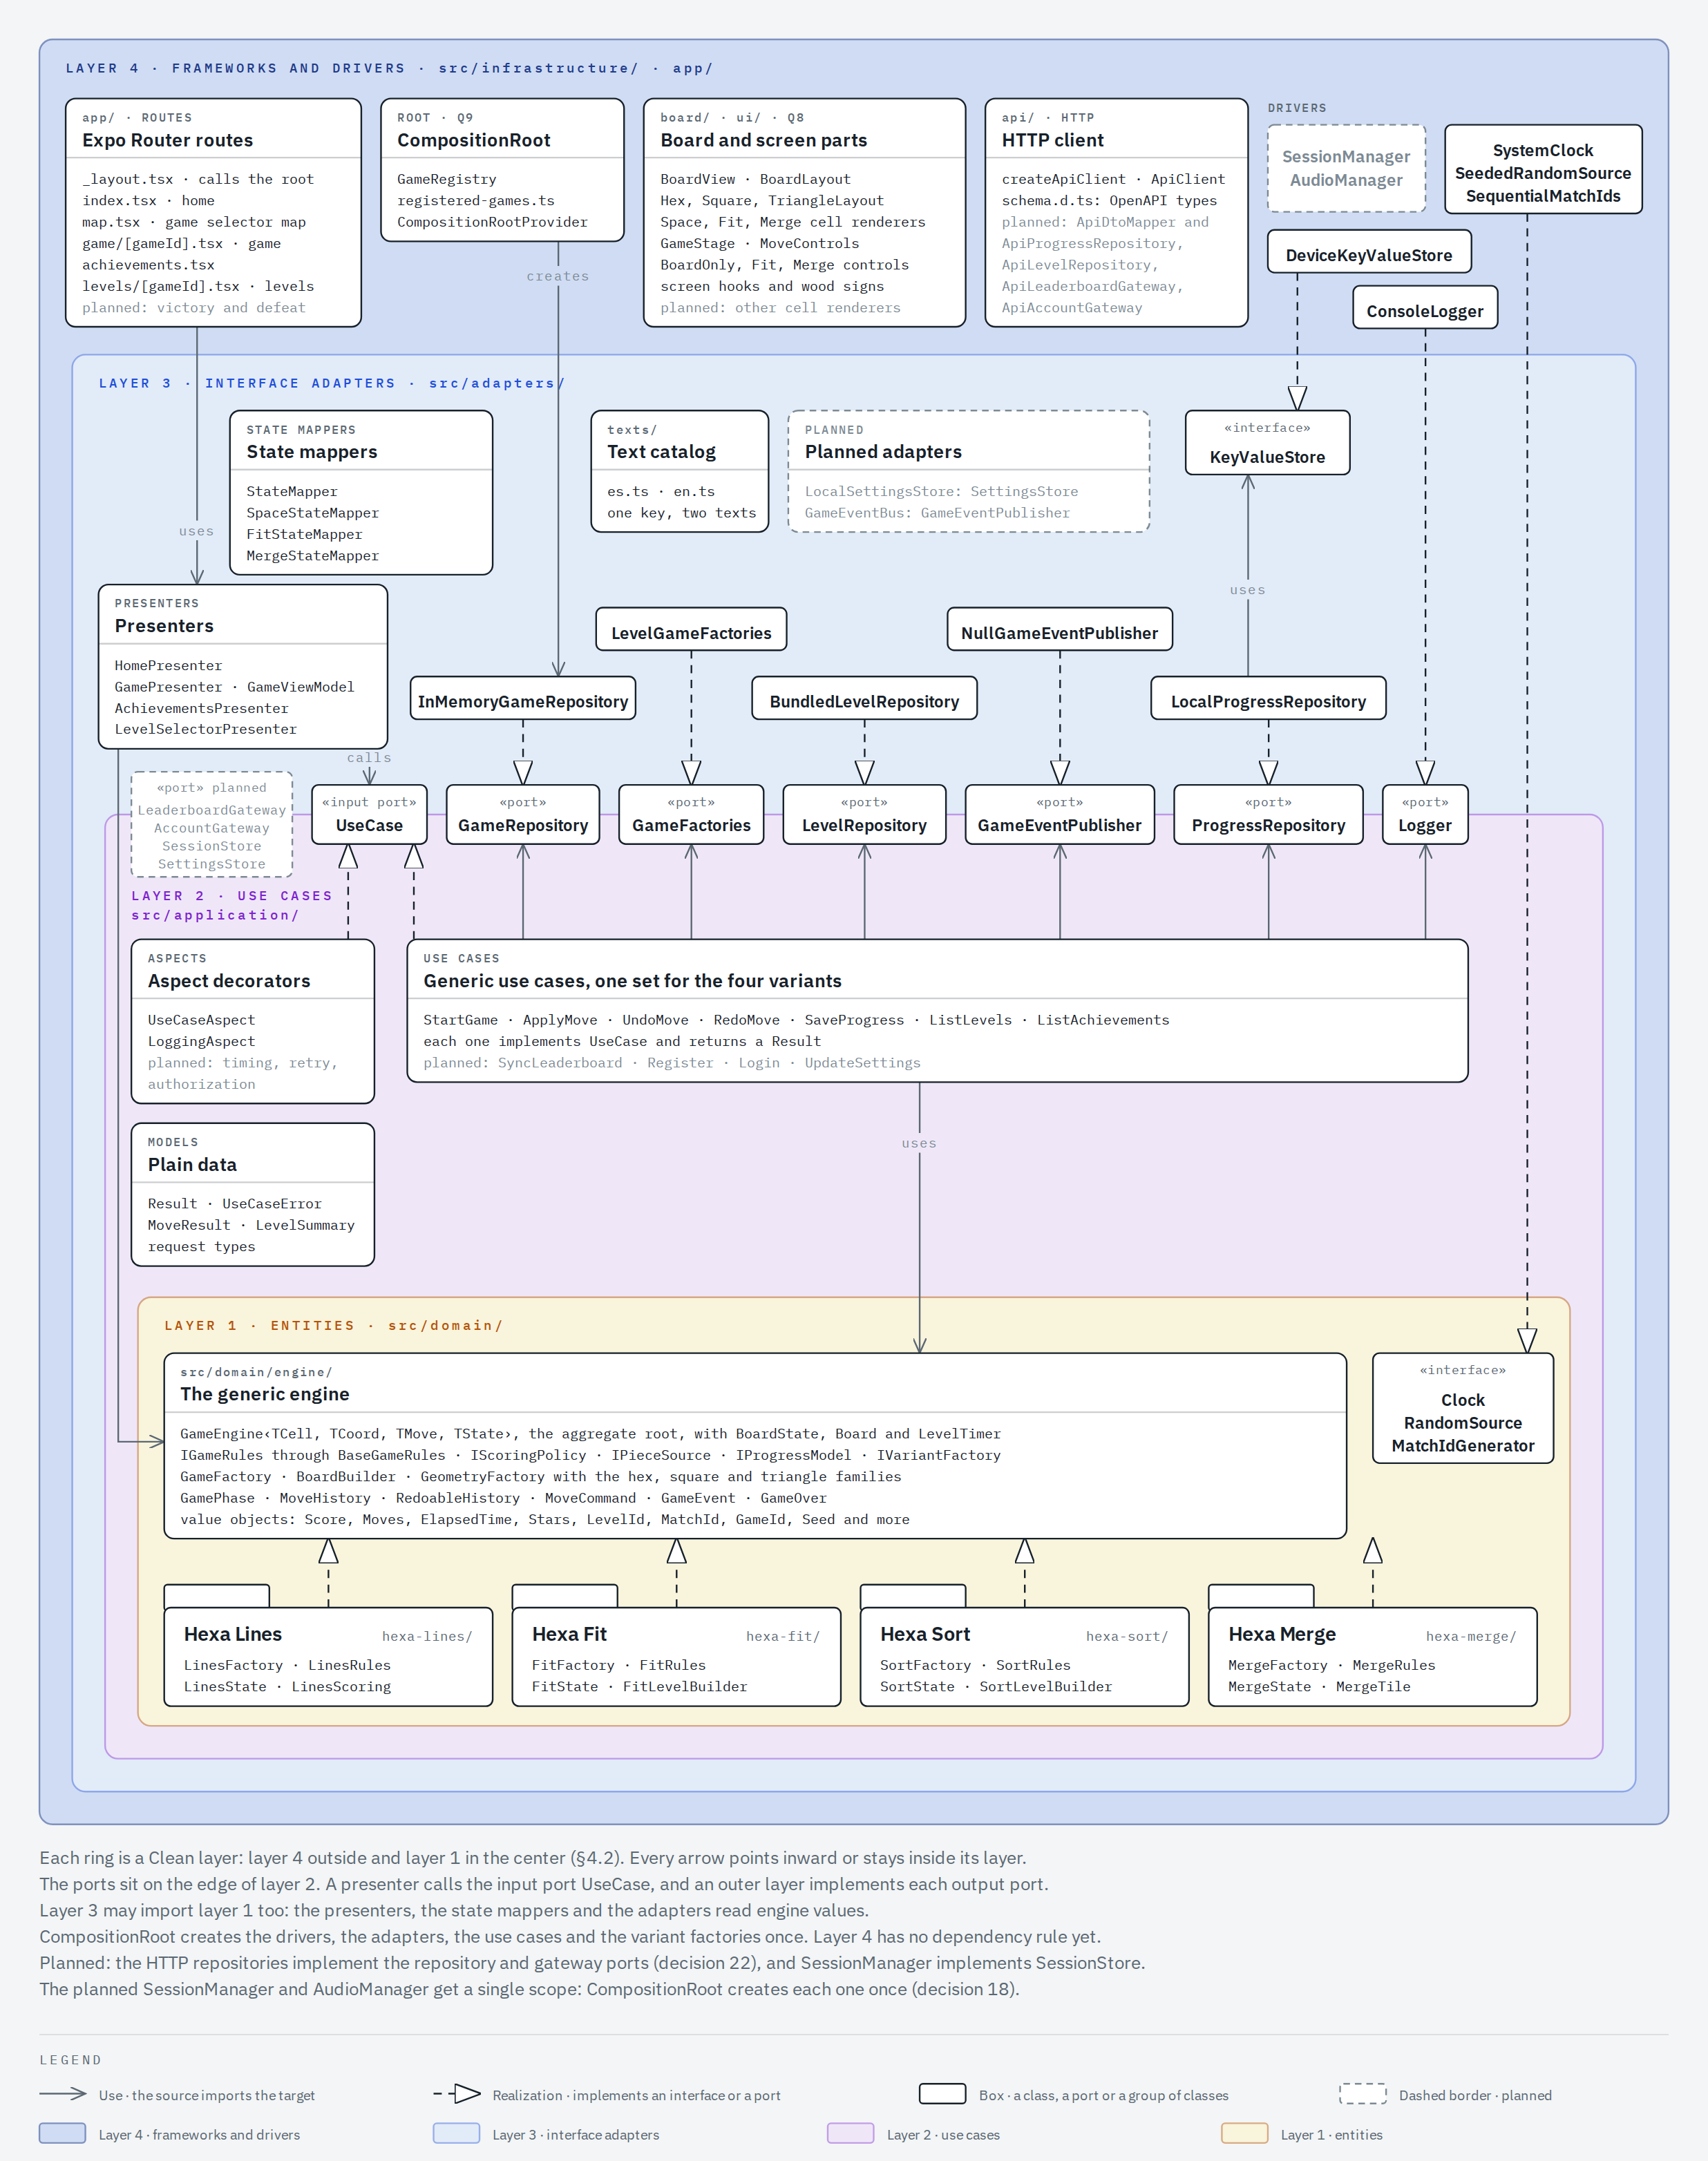 LAYER 4 · FRAMEWORKS AND DRIVERS · src/infrastructure/ · app/
app/ · ROUTES
Expo Router routes
_layout.tsx · calls the root
index.tsx · home
map.tsx · game selector map
game/[gameId].tsx · game
achievements.tsx
levels/[gameId].tsx · levels
planned: victory and defeat
ROOT · Q9
CompositionRoot
GameRegistry
registered-games.ts
CompositionRootProvider
board/ · ui/ · Q8
Board and screen parts
BoardView · BoardLayout
Hex, Square, TriangleLayout
Space, Fit, Merge cell renderers
GameStage · MoveControls
BoardOnly, Fit, Merge controls
screen hooks and wood signs
planned: other cell renderers
api/ · HTTP
HTTP client
createApiClient · ApiClient
schema.d.ts: OpenAPI types
planned: ApiDtoMapper and
ApiProgressRepository,
ApiLevelRepository,
ApiLeaderboardGateway,
ApiAccountGateway
DRIVERS
SessionManager
AudioManager
SystemClock
SeededRandomSource
SequentialMatchIds
DeviceKeyValueStore
ConsoleLogger
creates
LAYER 3 · INTERFACE ADAPTERS · src/adapters/
STATE MAPPERS
State mappers
StateMapper
SpaceStateMapper
FitStateMapper
MergeStateMapper
texts/
Text catalog
es.ts · en.ts
one key, two texts
PLANNED
Planned adapters
LocalSettingsStore: SettingsStore
GameEventBus: GameEventPublisher
«interface»
KeyValueStore
uses
uses
PRESENTERS
Presenters
HomePresenter
GamePresenter · GameViewModel
AchievementsPresenter
LevelSelectorPresenter
LevelGameFactories
NullGameEventPublisher
InMemoryGameRepository
BundledLevelRepository
LocalProgressRepository
calls
«port» planned
LeaderboardGateway
AccountGateway
SessionStore
SettingsStore
«input port»
UseCase
«port»
GameRepository
«port»
GameFactories
«port»
LevelRepository
«port»
GameEventPublisher
«port»
ProgressRepository
«port»
Logger
LAYER 2 · USE CASES
src/application/
ASPECTS
Aspect decorators
UseCaseAspect
LoggingAspect
planned: timing, retry,
authorization
USE CASES
Generic use cases, one set for the four variants
StartGame · ApplyMove · UndoMove · RedoMove · SaveProgress · ListLevels · ListAchievements
each one implements UseCase and returns a Result
planned: SyncLeaderboard · Register · Login · UpdateSettings
MODELS
Plain data
Result · UseCaseError
MoveResult · LevelSummary
request types
uses
LAYER 1 · ENTITIES · src/domain/
src/domain/engine/
The generic engine
GameEngine‹TCell, TCoord, TMove, TState›, the aggregate root, with BoardState, Board and LevelTimer
IGameRules through BaseGameRules · IScoringPolicy · IPieceSource · IProgressModel · IVariantFactory
GameFactory · BoardBuilder · GeometryFactory with the hex, square and triangle families
GamePhase · MoveHistory · RedoableHistory · MoveCommand · GameEvent · GameOver
value objects: Score, Moves, ElapsedTime, Stars, LevelId, MatchId, GameId, Seed and more
«interface»
Clock
RandomSource
MatchIdGenerator
Hexa Lines hexa-lines/
LinesFactory · LinesRules
LinesState · LinesScoring
Hexa Fit hexa-fit/
FitFactory · FitRules
FitState · FitLevelBuilder
Hexa Sort hexa-sort/
SortFactory · SortRules
SortState · SortLevelBuilder
Hexa Merge hexa-merge/
MergeFactory · MergeRules
MergeState · MergeTile
Each ring is a Clean layer: layer 4 outside and layer 1 in the center (§4.2). Every arrow points inward or stays inside its layer.
The ports sit on the edge of layer 2. A presenter calls the input port UseCase, and an outer layer implements each output port.
Layer 3 may import layer 1 too: the presenters, the state mappers and the adapters read engine values.
CompositionRoot creates the drivers, the adapters, the use cases and the variant factories once. Layer 4 has no dependency rule yet.
Planned: the HTTP repositories implement the repository and gateway ports (decision 22), and SessionManager implements SessionStore.
The planned SessionManager and AudioManager get a single scope: CompositionRoot creates each one once (decision 18).
LEGEND
Use · the source imports the target
Realization · implements an interface or a port
Box · a class, a port or a group of classes
Dashed border · planned
Layer 4 · frameworks and drivers
Layer 3 · interface adapters
Layer 2 · use cases
Layer 1 · entities